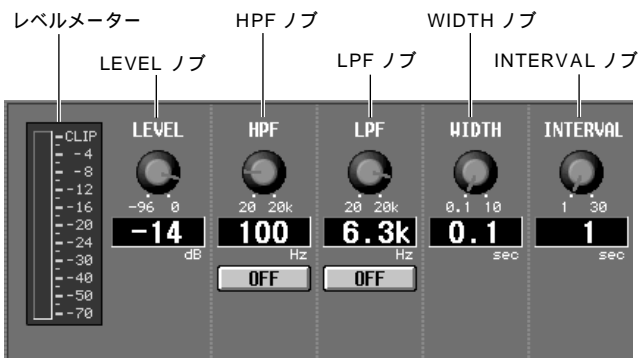 レベルメーター HPF ノブ WIDTH ノブ
LEVEL ノブ LPF ノブ INTERVAL ノブ
CLIP
-4
-8
-12
-16
-20
-24
-30
-40
-50
-70
LEVEL
-96 0
-14
dB
HPF
20 20k
100
Hz
OFF
LPF
20 20k
6.3k
Hz
OFF
WIDTH
0.1 10
0.1
sec
INTERVAL
1 30
1
sec